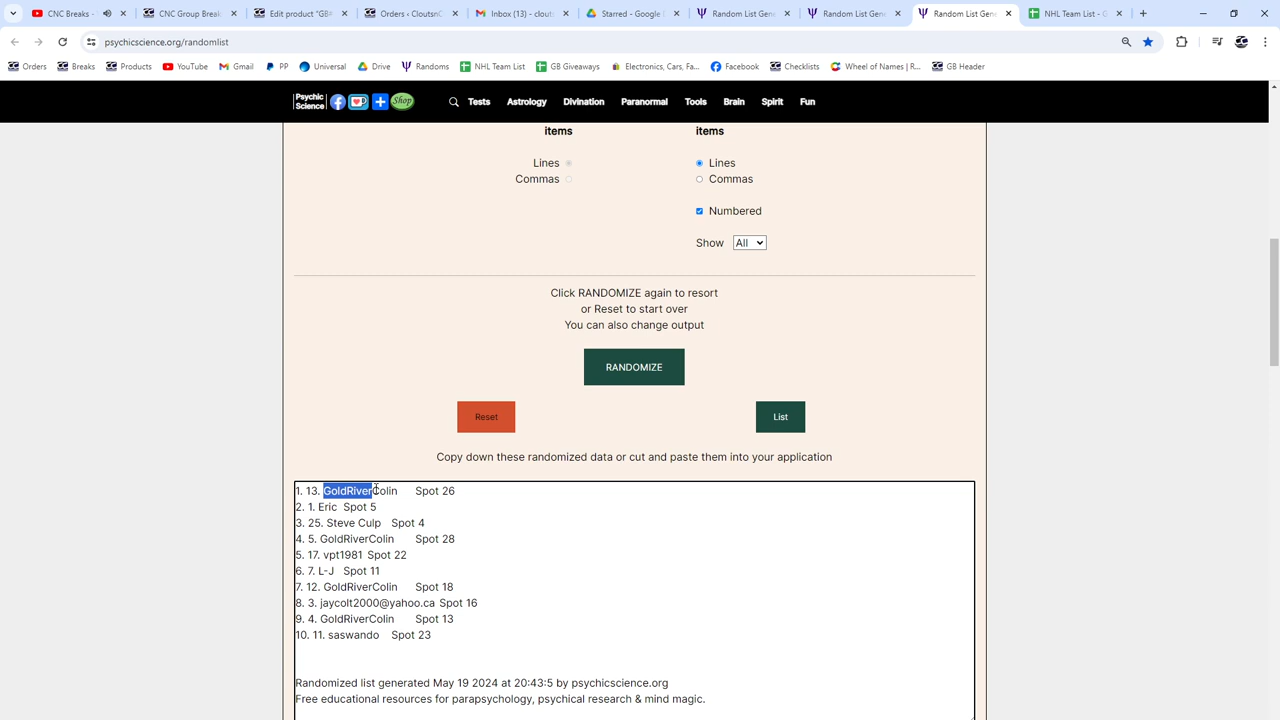 CNC Breaks -
CNC Group Break
Edit product "GB
Orders ‹ CloutsnC
Inbox (13) - clouts
Starred - Google
Random List Gene
Random List Gene
Random List Gene
NHL Team List - G
psychicscience.org/randomlist
Orders
Breaks
Products
YouTube
Gmail
PP
Universal
Drive
Randoms
NHL Team List
GB Giveaways
Electronics, Cars, Fa...
Facebook
Checklists
Wheel of Names | R...
GB Header
Psychic
Science
Shop
Tests
Astrology
Divination
Paranormal
Tools
Brain
Spirit
Fun
items
items
Lines
Lines
Commas
Commas
Numbered
Show All
Click RANDOMIZE again to resort
or Reset to start over
You can also change output
RANDOMIZE
Reset
List
Copy down these randomized data or cut and paste them into your application
1. 13. GoldRiverColin Spot 26
2. 1. Eric Spot 5
3. 25. Steve Culp Spot 4
4. 5. GoldRiverColin Spot 28
5. 17. vpt1981 Spot 22
6. 7. L-J Spot 11
7. 12. GoldRiverColin Spot 18
8. 3. jaycolt2000@yahoo.ca Spot 16
9. 4. GoldRiverColin Spot 13
10. 11. saswando Spot 23
Randomized list generated May 19 2024 at 20:43:5 by psychicscience.org
Free educational resources for parapsychology, psychical research & mind magic.